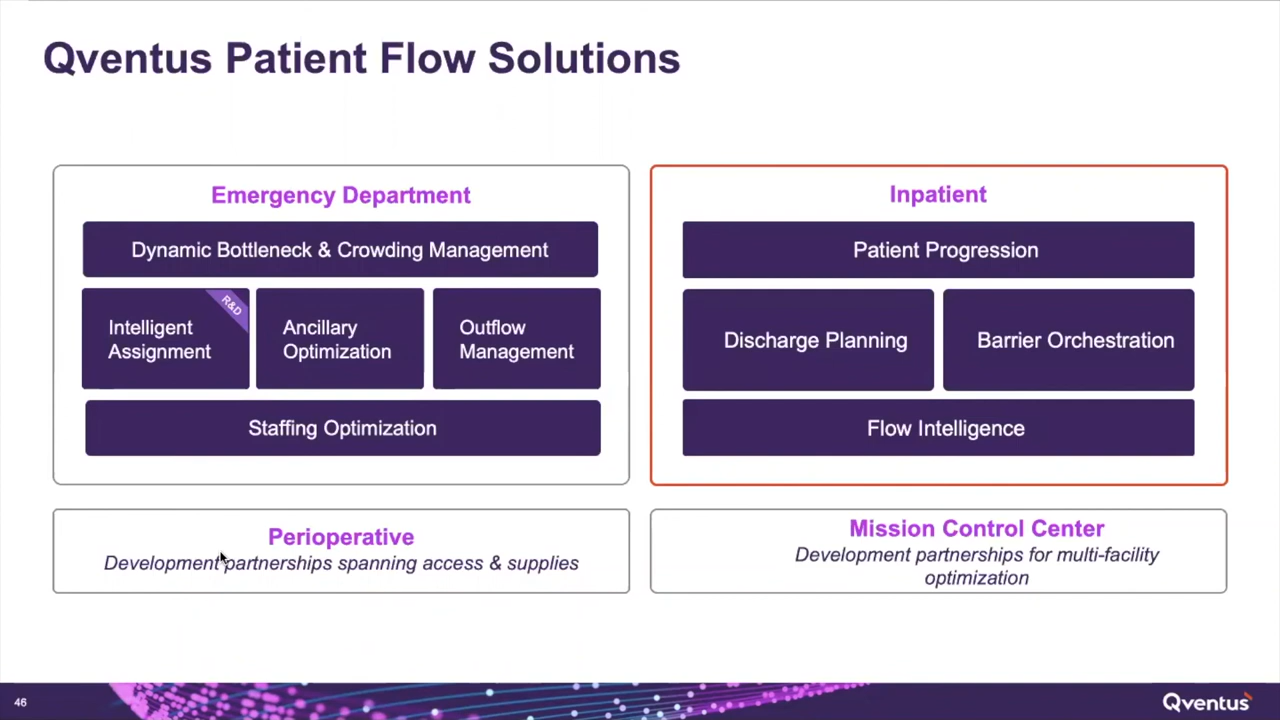 Qventus Patient Flow Solutions
Emergency Department
Dynamic Bottleneck & Crowding Management
Intelligent
Assignment
R&D
Ancillary
Optimization
Outflow
Management
Staffing Optimization
Inpatient
Patient Progression
Discharge Planning
Barrier Orchestration
Flow Intelligence
Perioperative
Development partnerships spanning access & supplies
Mission Control Center
Development partnerships for multi-facility
optimization
46
Qventus